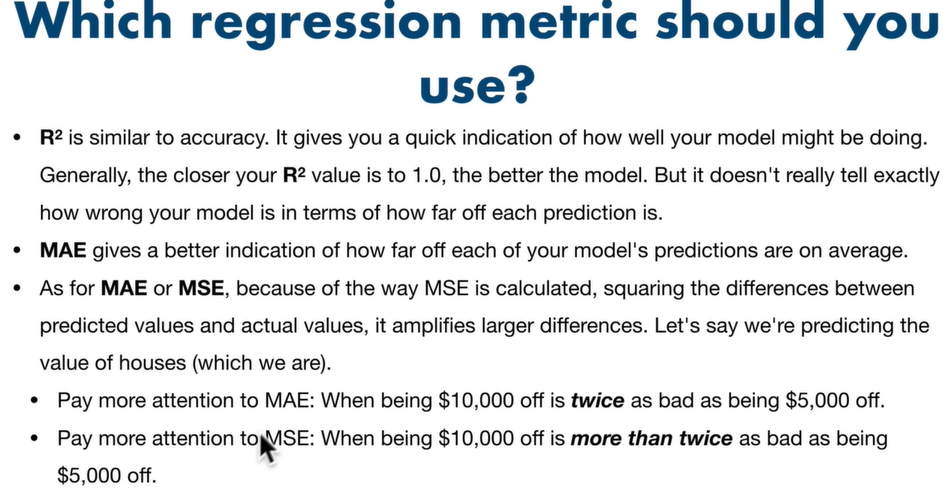 Which regression metric should you
use?
• R² is similar to accuracy. It gives you a quick indication of how well your model might be doing.
Generally, the closer your R² value is to 1.0, the better the model. But it doesn't really tell exactly
how wrong your model is in terms of how far off each prediction is.
• MAE gives a better indication of how far off each of your model's predictions are on average.
• As for MAE or MSE, because of the way MSE is calculated, squaring the differences between
predicted values and actual values, it amplifies larger differences. Let's say we're predicting the
value of houses (which we are).
• Pay more attention to MAE: When being $10,000 off is twice as bad as being $5,000 off.
• Pay more attention to MSE: When being $10,000 off is more than twice as bad as being
$5,000 off.